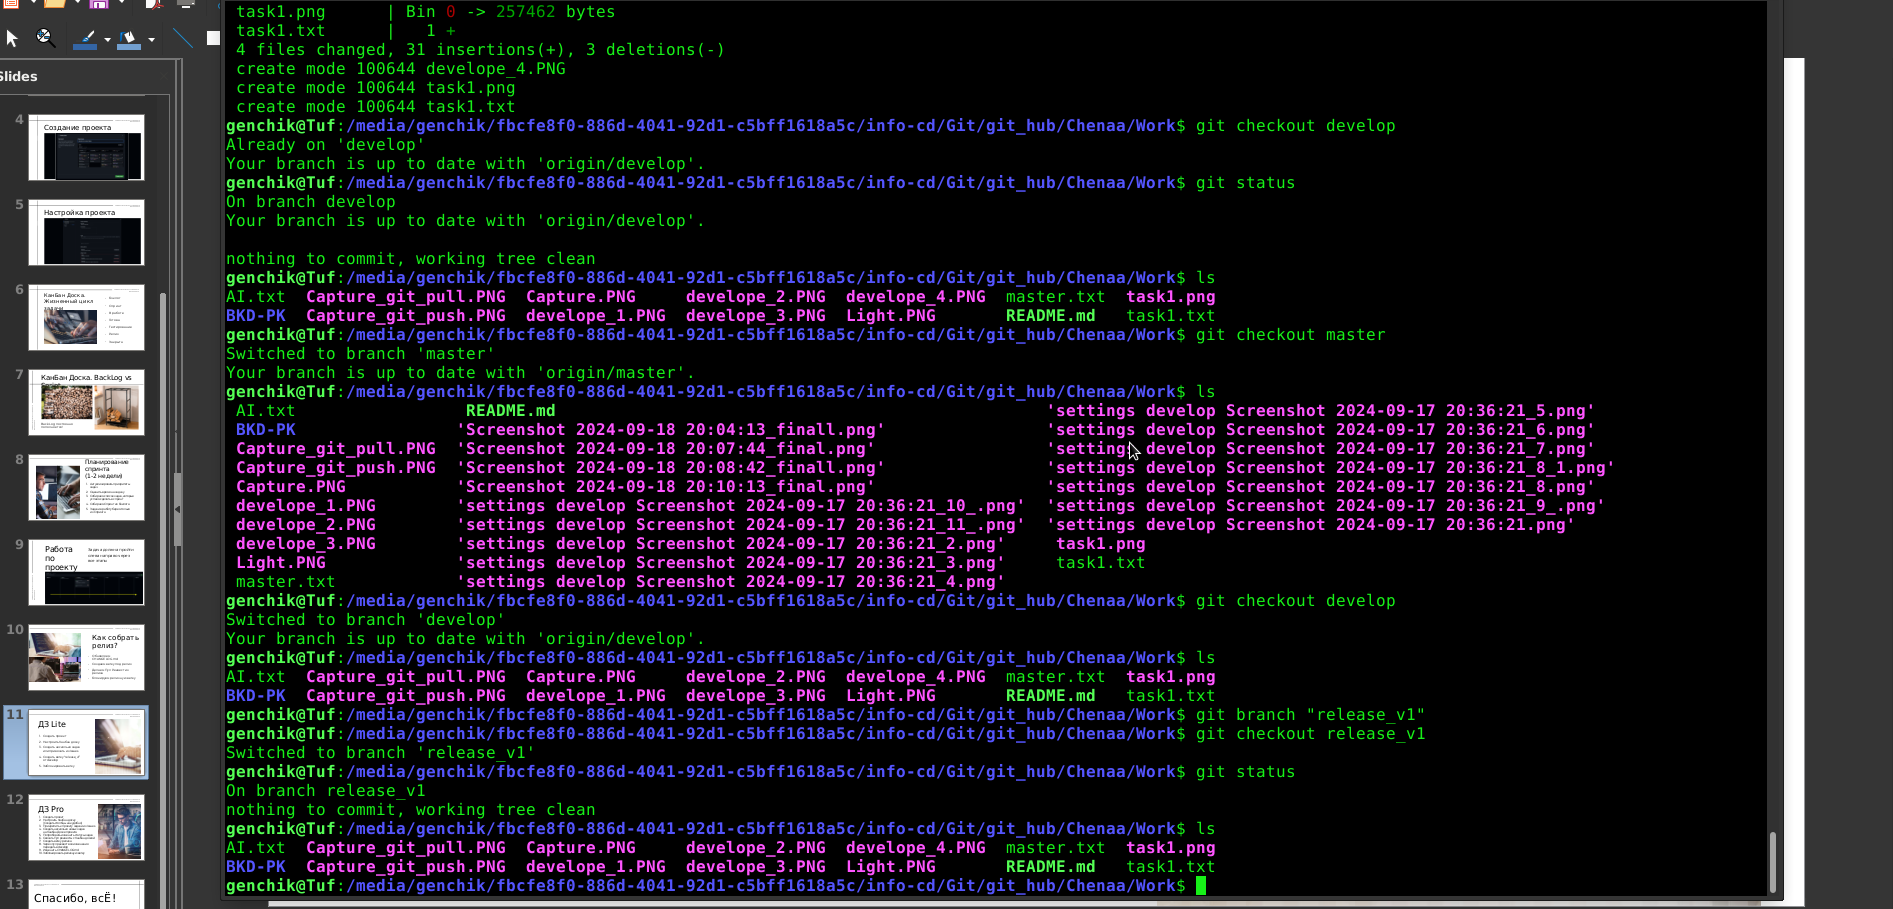 task1.png      | Bin 0 -> 257462 bytes
task1.txt      |   1 +
4 files changed, 31 insertions(+), 3 deletions(-)
create mode 100644 develope_4.PNG
create mode 100644 task1.png
create mode 100644 task1.txt
genchik@Tuf:/media/genchik/fbcfe8f0-886d-4041-92d1-c5bff1618a5c/info-cd/Git/git_hub/Chenaa/Work$ git checkout develop
Already on 'develop'
Your branch is up to date with 'origin/develop'.
genchik@Tuf:/media/genchik/fbcfe8f0-886d-4041-92d1-c5bff1618a5c/info-cd/Git/git_hub/Chenaa/Work$ git status
On branch develop
Your branch is up to date with 'origin/develop'.
nothing to commit, working tree clean
genchik@Tuf:/media/genchik/fbcfe8f0-886d-4041-92d1-c5bff1618a5c/info-cd/Git/git_hub/Chenaa/Work$ ls
AI.txt  Capture_git_pull.PNG  Capture.PNG     develope_2.PNG  develope_4.PNG  master.txt  task1.png
BKD-PK  Capture_git_push.PNG  develope_1.PNG  develope_3.PNG  Light.PNG       README.md   task1.txt
genchik@Tuf:/media/genchik/fbcfe8f0-886d-4041-92d1-c5bff1618a5c/info-cd/Git/git_hub/Chenaa/Work$ git checkout master
Switched to branch 'master'
Your branch is up to date with 'origin/master'.
genchik@Tuf:/media/genchik/fbcfe8f0-886d-4041-92d1-c5bff1618a5c/info-cd/Git/git_hub/Chenaa/Work$ ls
AI.txt                 README.md                                                 'settings develop Screenshot 2024-09-17 20:36:21_5.png'
BKD-PK                'Screenshot 2024-09-18 20:04:13_finall.png'                'settings develop Screenshot 2024-09-17 20:36:21_6.png'
Capture_git_pull.PNG  'Screenshot 2024-09-18 20:07:44_final.png'                 'settings develop Screenshot 2024-09-17 20:36:21_7.png'
Capture_git_push.PNG  'Screenshot 2024-09-18 20:08:42_finall.png'                'settings develop Screenshot 2024-09-17 20:36:21_8_1.png'
Capture.PNG           'Screenshot 2024-09-18 20:10:13_final.png'                 'settings develop Screenshot 2024-09-17 20:36:21_8.png'
develope_1.PNG        'settings develop Screenshot 2024-09-17 20:36:21_10_.png'  'settings develop Screenshot 2024-09-17 20:36:21_9_.png'
develope_2.PNG        'settings develop Screenshot 2024-09-17 20:36:21_11_.png'  'settings develop Screenshot 2024-09-17 20:36:21.png'
develope_3.PNG        'settings develop Screenshot 2024-09-17 20:36:21_2.png'     task1.png
Light.PNG             'settings develop Screenshot 2024-09-17 20:36:21_3.png'     task1.txt
master.txt            'settings develop Screenshot 2024-09-17 20:36:21_4.png'
genchik@Tuf:/media/genchik/fbcfe8f0-886d-4041-92d1-c5bff1618a5c/info-cd/Git/git_hub/Chenaa/Work$ git checkout develop
Switched to branch 'develop'
Your branch is up to date with 'origin/develop'.
genchik@Tuf:/media/genchik/fbcfe8f0-886d-4041-92d1-c5bff1618a5c/info-cd/Git/git_hub/Chenaa/Work$ ls
AI.txt  Capture_git_pull.PNG  Capture.PNG     develope_2.PNG  develope_4.PNG  master.txt  task1.png
BKD-PK  Capture_git_push.PNG  develope_1.PNG  develope_3.PNG  Light.PNG       README.md   task1.txt
genchik@Tuf:/media/genchik/fbcfe8f0-886d-4041-92d1-c5bff1618a5c/info-cd/Git/git_hub/Chenaa/Work$ git branch "release_v1"
genchik@Tuf:/media/genchik/fbcfe8f0-886d-4041-92d1-c5bff1618a5c/info-cd/Git/git_hub/Chenaa/Work$ git checkout release_v1
Switched to branch 'release_v1'
genchik@Tuf:/media/genchik/fbcfe8f0-886d-4041-92d1-c5bff1618a5c/info-cd/Git/git_hub/Chenaa/Work$ git status
On branch release_v1
nothing to commit, working tree clean
genchik@Tuf:/media/genchik/fbcfe8f0-886d-4041-92d1-c5bff1618a5c/info-cd/Git/git_hub/Chenaa/Work$ ls
AI.txt  Capture_git_pull.PNG  Capture.PNG     develope_2.PNG  develope_4.PNG  master.txt  task1.png
BKD-PK  Capture_git_push.PNG  develope_1.PNG  develope_3.PNG  Light.PNG       README.md   task1.txt
genchik@Tuf:/media/genchik/fbcfe8f0-886d-4041-92d1-c5bff1618a5c/info-cd/Git/git_hub/Chenaa/Work$
Slides
4
Создание проекта
5
Настройка проекта
6
КанБан Доска.
Жизненный цикл
7
КанБан Доска. Backlog vs
8
Планирование
спринта
(1-2 недели)
9
Работа
по
проекту
10
Как собрать
релиз?
11
ДЗ Lite
12
ДЗ Pro
13
Спасибо, всЁ!